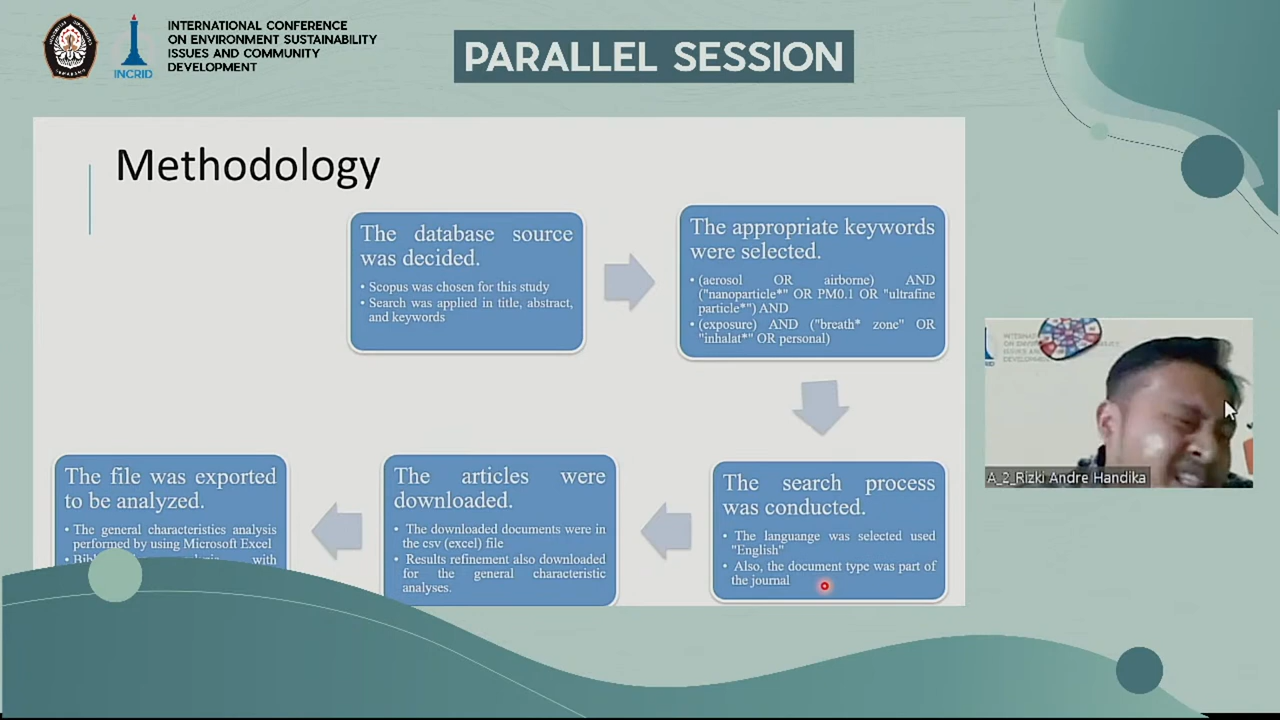 INTERNATIONAL CONFERENCE
ON ENVIRONMENT SUSTAINABILITY
ISSUES AND COMMUNITY
DEVELOPMENT
INCRID
PARALLEL SESSION
Methodology
The database source
was decided.
• Scopus was chosen for this study
• Search was applied in title, abstract,
and keywords
The appropriate keywords
were selected.
• (aerosol OR airborne) AND
("nanoparticle*" OR PM0.1 OR "ultrafine
particle*") AND
• (exposure) AND ("breath* zone" OR
"inhalat*" OR personal)
The search process
was conducted.
• The languange was selected used
"English"
• Also, the document type was part of
the journal
The articles were
downloaded.
• The downloaded documents were in
the csv (excel) file
• Results refinement also downloaded
for the general characteristic
analyses.
The file was exported
to be analyzed.
• The general characteristics analysis
performed by using Microsoft Excel
with
A_2_Rizki Andre Handika